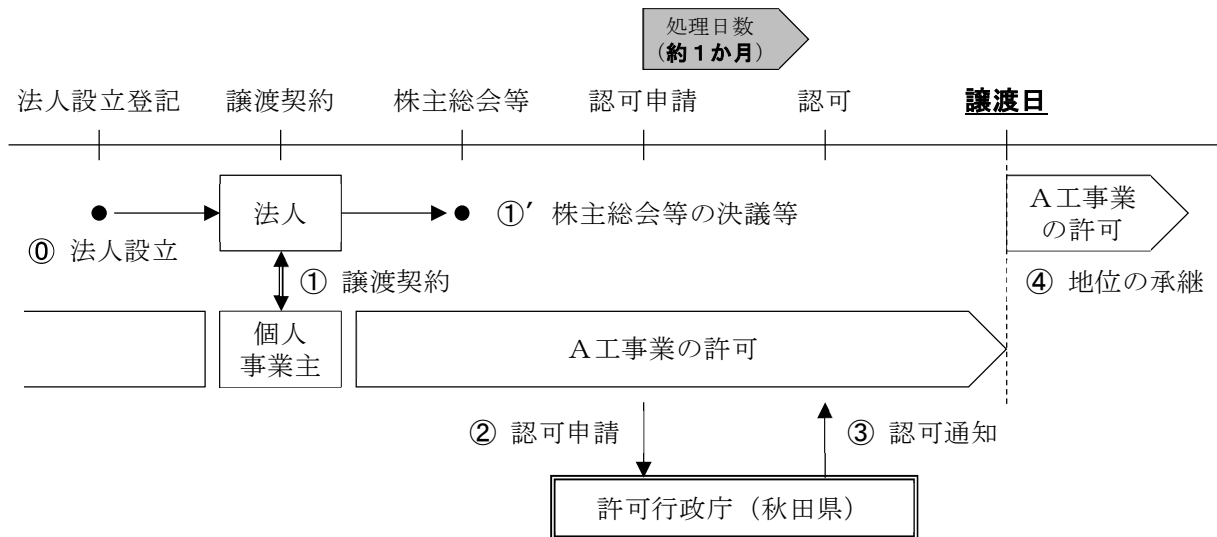 処理日数
(約１か月)
法人設立登記
譲渡契約
株主総会等
認可申請
認可
譲渡日
法人
①′ 株主総会等の決議等
Ａ工事業
の許可
⓪ 法人設立
① 譲渡契約
④ 地位の承継
個人
事業主
Ａ工事業の許可
② 認可申請
③ 認可通知
許可行政庁（秋田県）